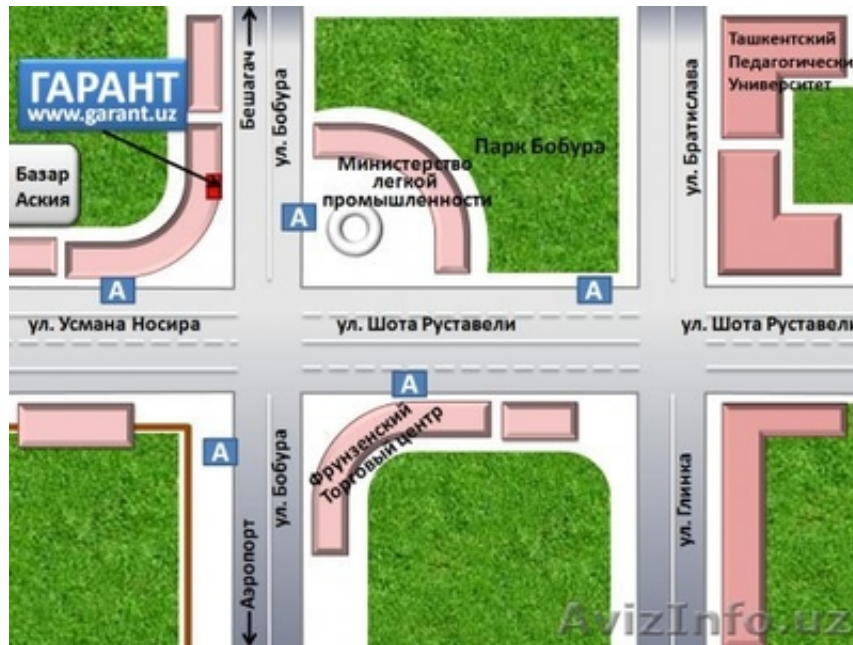 ГАРАНТ
www.garant.uz
Базар
Аския
Бешагач
ул. Бобура
Министерство
легкой
промышленности
Парк Бобура
ул. Братислава
Ташкентский
Педагогически
Университет
А
А
А
ул. Усмана Носира
ул. Шота Руставели
ул. Шота Руставели
А
А
Фрунзенский
Торговый центр
ул. Бобура
Аэропорт
ул. Глинка
AvizInfo.uz